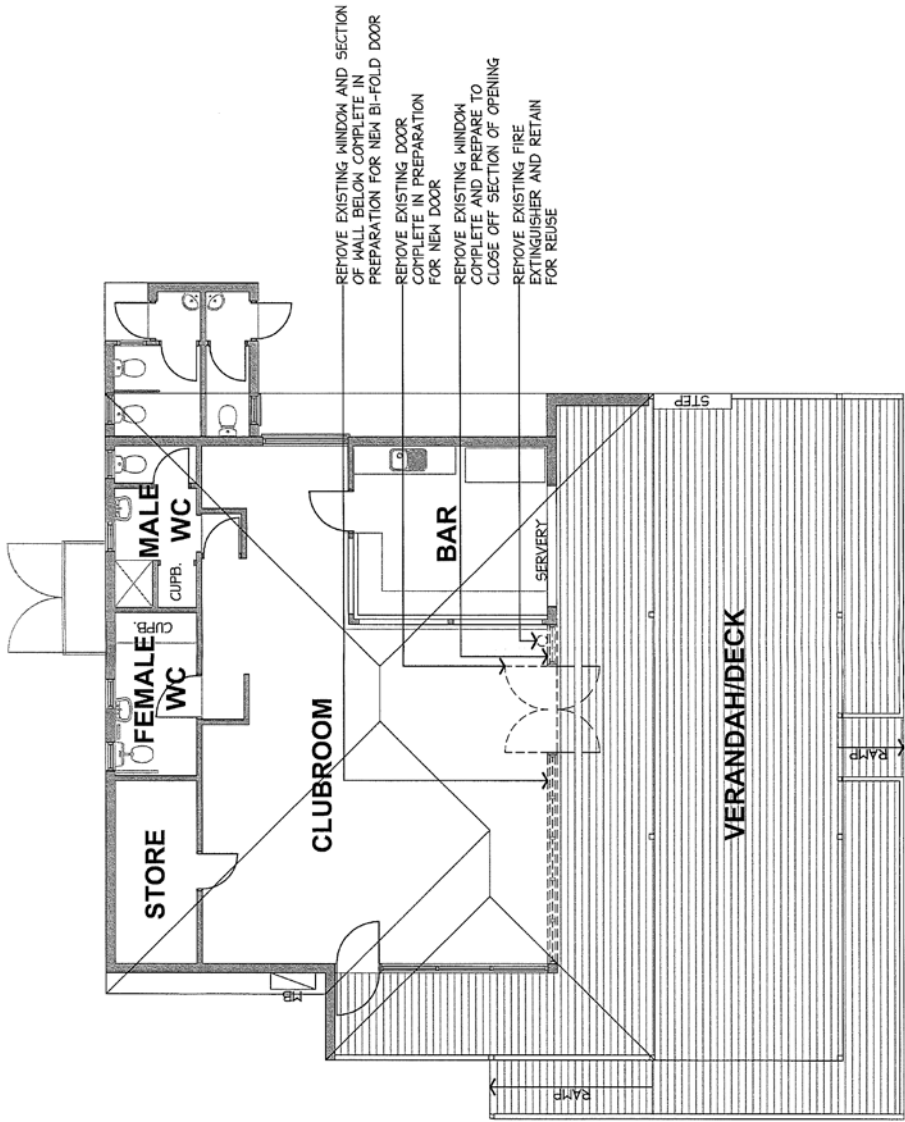 REMOVE EXISTING WINDOW AND SECTION
OF WALL BELOW COMPLETE IN
PREPARATION FOR NEW BI-FOLD DOOR
REMOVE EXISTING DOOR
COMPLETE IN PREPARATION
FOR NEW DOOR
REMOVE EXISTING WINDOW
COMPLETE AND PREPARE TO
CLOSE OFF SECTION OF OPENING
REMOVE EXISTING FIRE
EXTINGUISHER AND RETAIN
FOR REUSE
MALE
WC
CUPB.
CUPB.
FEMALE
WC
STORE
CLUBROOM
BAR
SERVERY
STEP
VERANDAH/DECK
RAMP
RAMP
MB